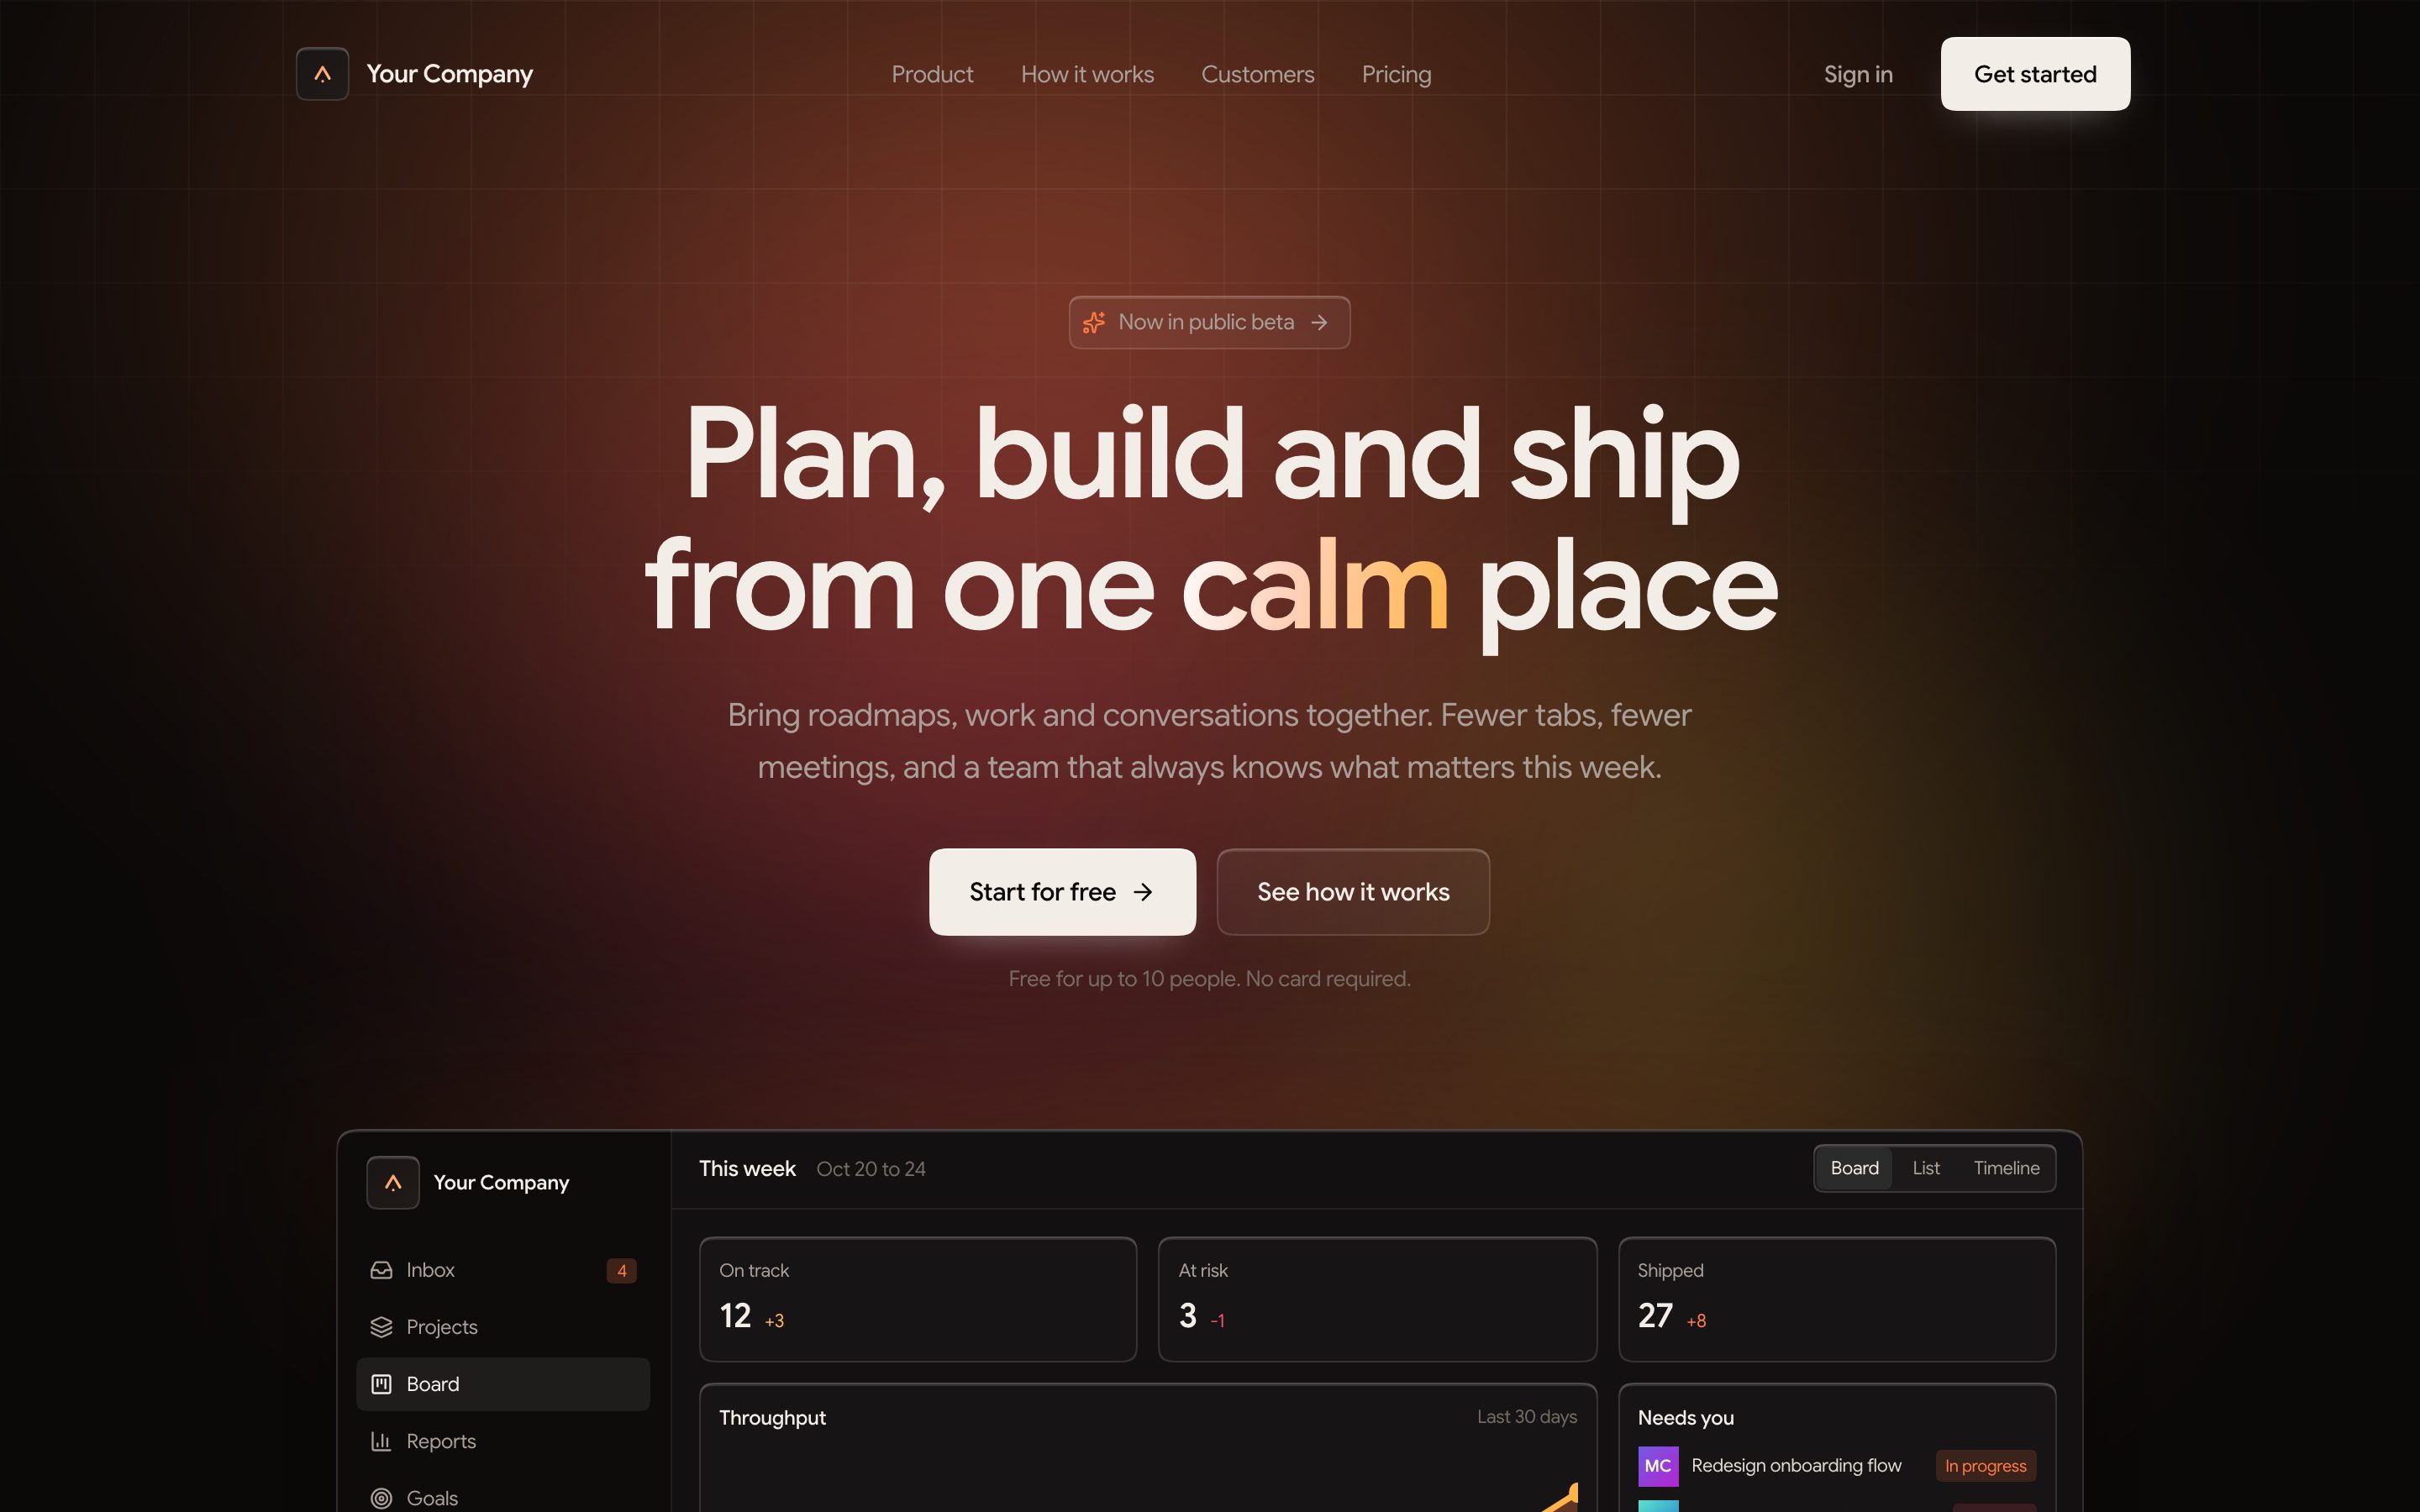 Your Company
Product
How it works
Customers
Pricing
Sign in
Get started
Now in public beta
Plan, build and ship
from one calm place
Bring roadmaps, work and conversations together. Fewer tabs, fewer
meetings, and a team that always knows what matters this week.
Start for free
See how it works
Free for up to 10 people. No card required.
Your Company
This week
Oct 20 to 24
Board
List
Timeline
Inbox
4
Projects
Board
Reports
Goals
On track
12 +3
At risk
3 -1
Shipped
27 +8
Throughput
Last 30 days
Needs you
MC
Redesign onboarding flow
In progress